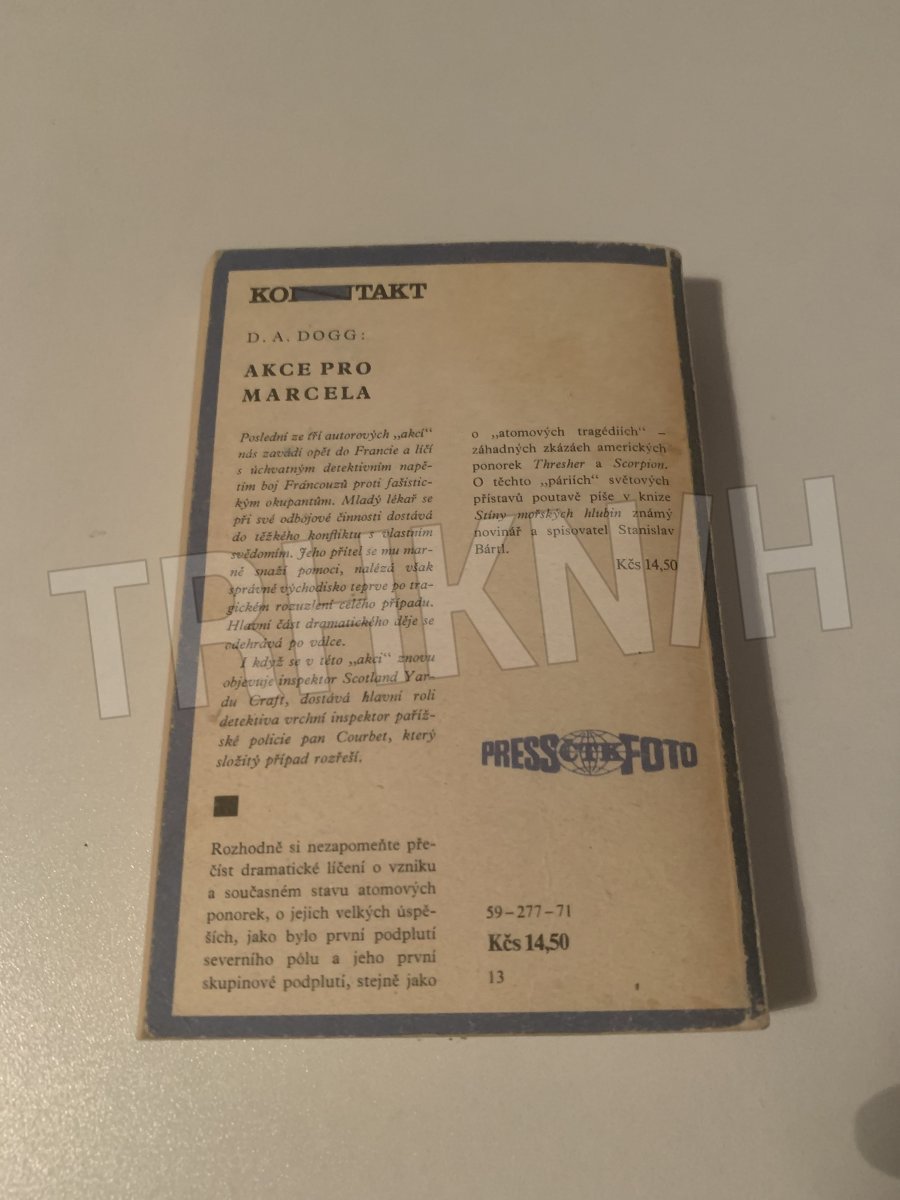 KONTAKT
D. A. DOGG:
AKCE PRO
MARCELA
Poslední ze tří autorových „akcí“
nás zavádí opět do Francie a líčí
s úchvatným detektivním napě-
tím boj Francouzů proti fašistic-
kým okupantům. Mladý lékař se
při své odbojové činnosti dostává
do těžkého konfliktu s vlastním
svědomím. Jeho přítel se mu mar-
ně snaží pomoci, nalézá však
správné východisko teprve po tra-
gickém rozuzlení celého případu.
Hlavní část dramatického děje se
odehrává po válce.
I když se v této „akci“ znovu
objevuje inspektor Scotland Yar-
du Craft, dostává hlavní roli
detektiva vrchní inspektor paříž-
ské policie pan Courbet, který
složitý případ rozřeší.
Rozhodně si nezapomeňte pře-
číst dramatické líčení o vzniku
a současném stavu atomových
ponorek, o jejich velkých úspě-
ších, jako bylo první podplutí
severního pólu a jeho první
skupinové podplutí, stejně jako
o „atomových tragédiích“ –
záhadných zkázách amerických
ponorek Thresher a Scorpion.
O těchto „páriích“ světových
přístavů poutavě píše v knize
Stíny mořských hlubin známý
novinář a spisovatel Stanislav
Bártl.
Kčs 14,50
PRESS ČTK FOTO
59–277–71
Kčs 14,50
13
TRHKNIH